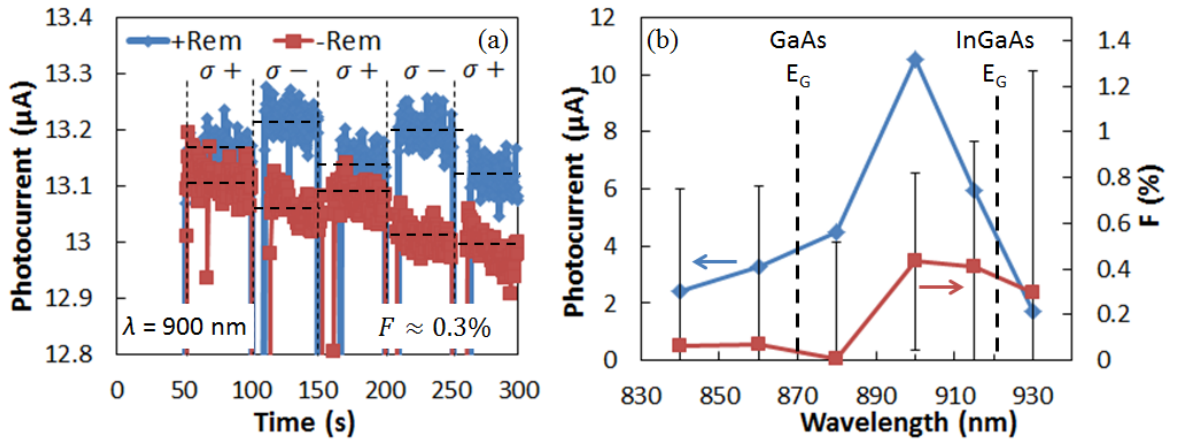 (a)
+Rem -Rem
σ + σ − σ + σ − σ +
Photocurrent (μA)
13.4
13.3
13.2
13.1
13
12.9
12.8
λ = 900 nm
F ≈ 0.3%
0 50 100 150 200 250 300
Time (s)
(b)
GaAs
E_G
InGaAs
E_G
Photocurrent (μA)
12
10
8
6
4
2
0
1.4
1.2
1
0.8
0.6
0.4
0.2
0
F (%)
830 850 870 890 910 930
Wavelength (nm)